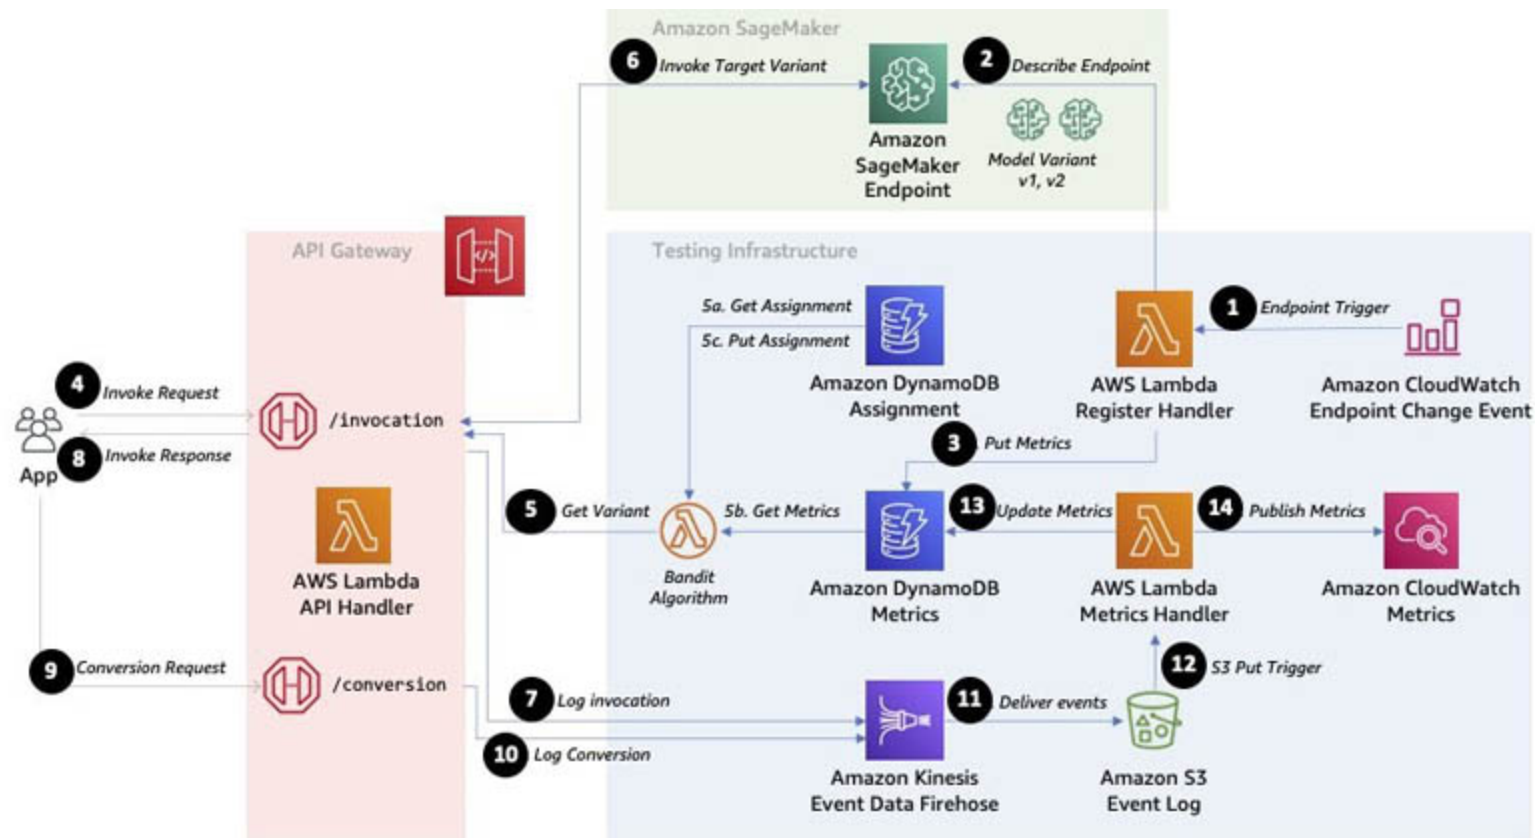 Amazon SageMaker
6
Invoke Target Variant
2
Describe Endpoint
Amazon
SageMaker
Endpoint
Model Variant
v1, v2
API Gateway
</>
Testing Infrastructure
5a. Get Assignment
5c. Put Assignment
Amazon DynamoDB
Assignment
AWS Lambda
Register Handler
1
Endpoint Trigger
Amazon CloudWatch
Endpoint Change Event
4
Invoke Request
/invocation
8
Invoke Response
App
3
Put Metrics
5
Get Variant
5b. Get Metrics
13
Update Metrics
14
Publish Metrics
Bandit
Algorithm
Amazon DynamoDB
Metrics
AWS Lambda
Metrics Handler
Amazon CloudWatch
Metrics
AWS Lambda
API Handler
9
Conversion Request
/conversion
7
Log invocation
10
Log Conversion
11
Deliver events
12
S3 Put Trigger
Amazon Kinesis
Event Data Firehose
Amazon S3
Event Log